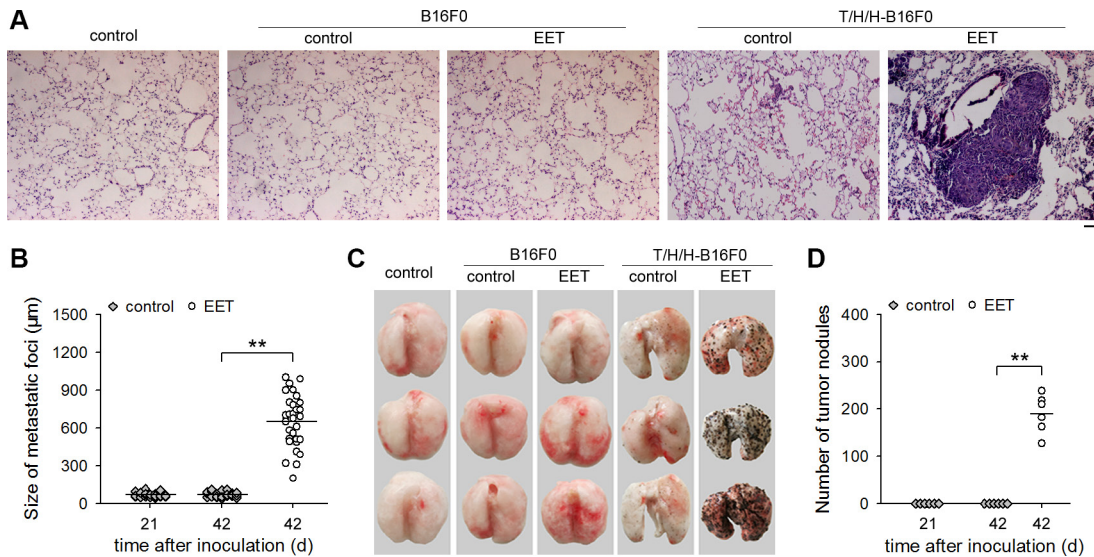 A
B16F0
T/H/H-B16F0
control
control
EET
control
EET
B
control
EET
Size of metastatic foci (µm)
1500
1200
900
600
300
0
**
21
42
42
time after inoculation (d)
C
control
B16F0
T/H/H-B16F0
control
EET
control
EET
D
control
EET
Number of tumor nodules
400
300
200
100
0
**
21
42
42
time after inoculation (d)